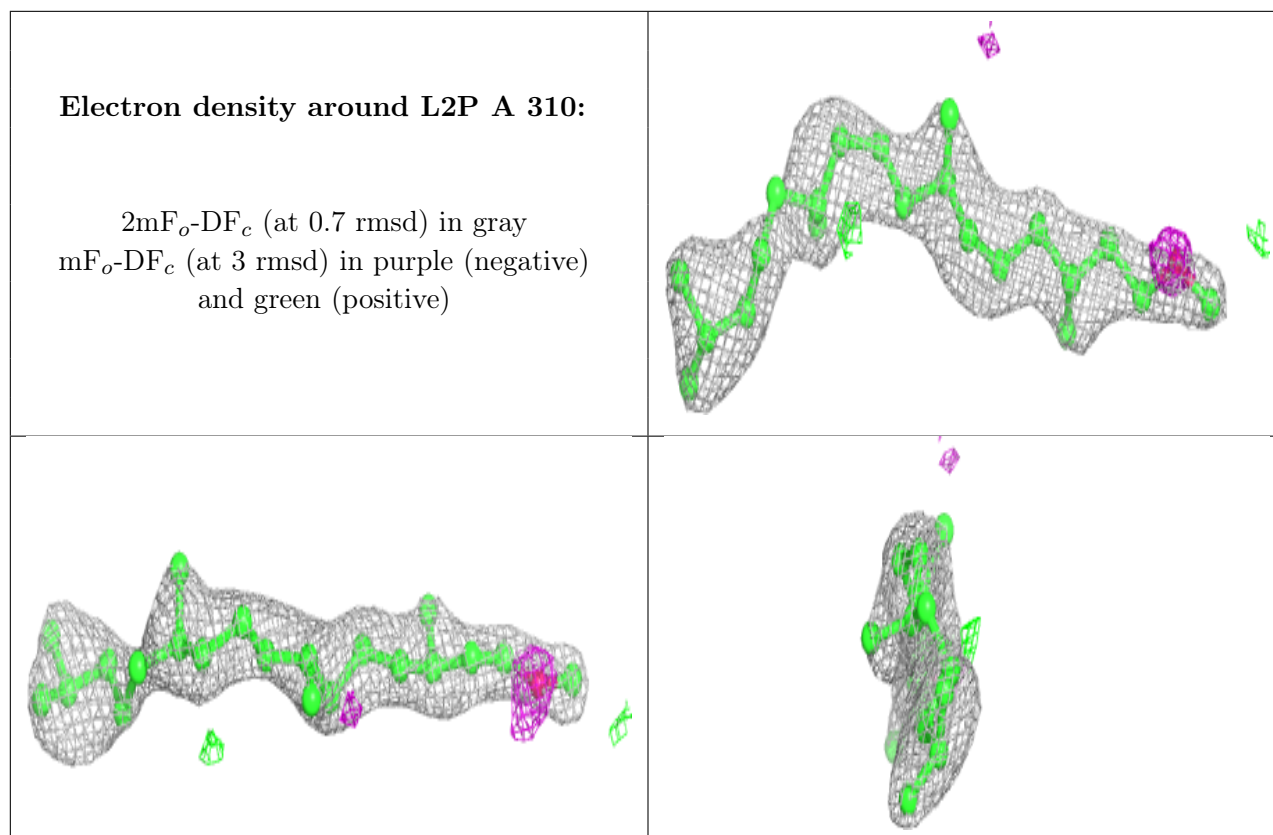 Electron density around L2P A 310:
2mFo-DFc (at 0.7 rmsd) in gray
mFo-DFc (at 3 rmsd) in purple (negative)
and green (positive)